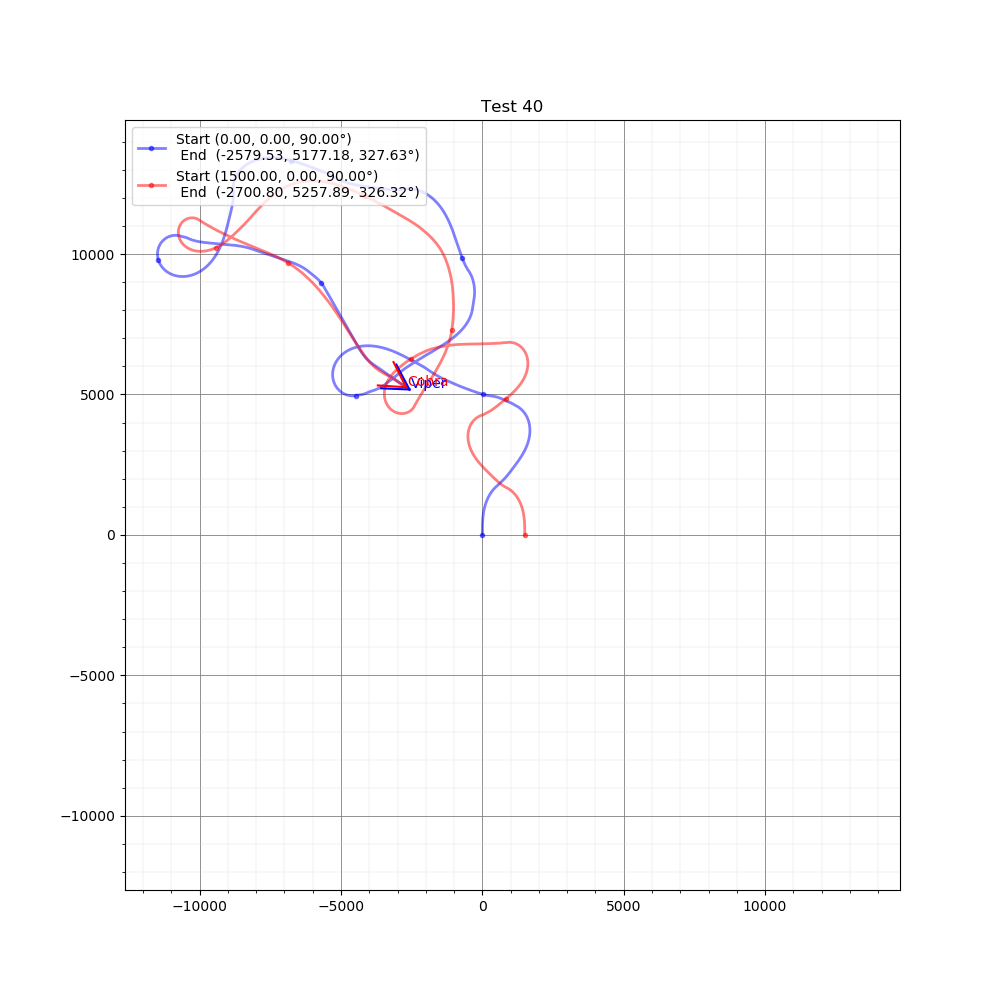 Test 40
Start (0.00, 0.00, 90.00°)
End (-2579.53, 5177.18, 327.63°)
Start (1500.00, 0.00, 90.00°)
End (-2700.80, 5257.89, 326.32°)
10000
5000
0
−5000
−10000
Cobra
Viper
−10000
−5000
0
5000
10000